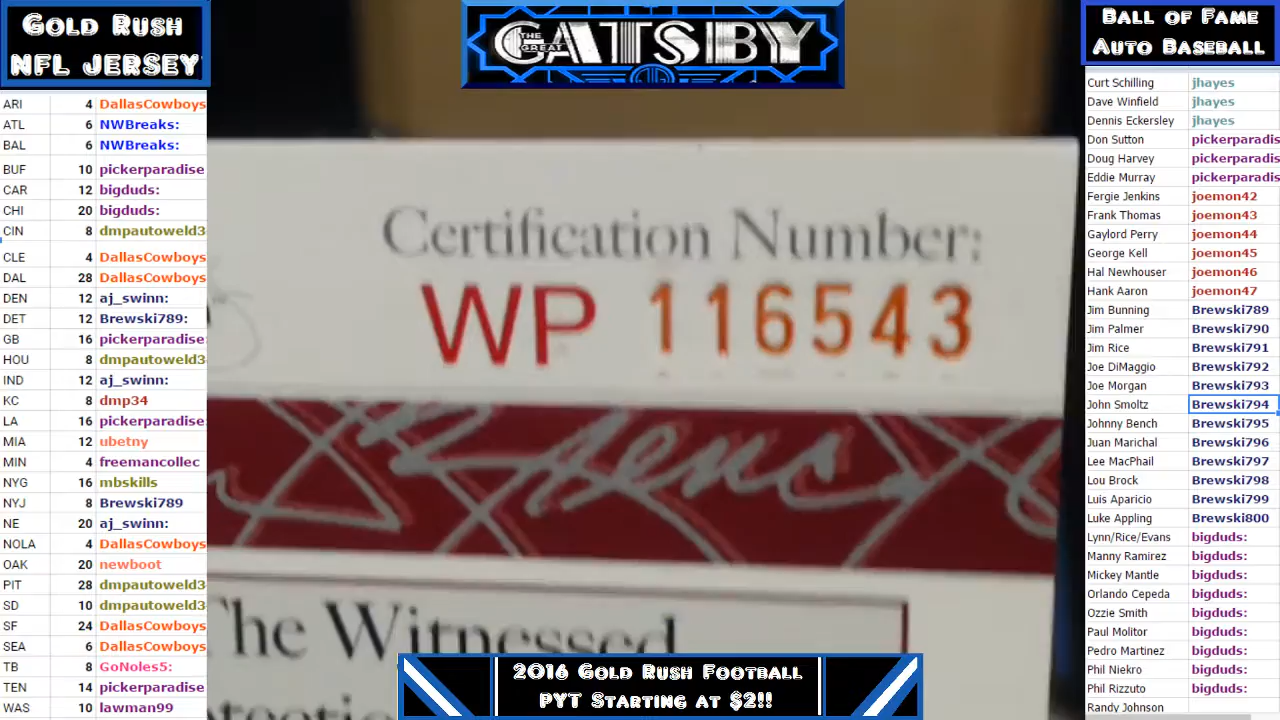 Gold Rush
NFL Jersey
ARI 4 DallasCowboys
ATL 6 NWBreaks:
BAL 6 NWBreaks:
BUF 10 pickerparadise
CAR 12 bigduds:
CHI 20 bigduds:
CIN 8 dmpautoweld3
CLE 4 DallasCowboys
DAL 28 DallasCowboys
DEN 12 aj_swinn:
DET 12 Brewski789:
GB 16 pickerparadise:
HOU 8 dmpautoweld3
IND 12 aj_swinn:
KC 8 dmp34
LA 16 pickerparadise:
MIA 12 ubetny
MIN 4 freemancollec
NYG 16 mbskills
NYJ 8 Brewski789
NE 20 aj_swinn:
NOLA 4 DallasCowboys
OAK 20 newboot
PIT 28 dmpautoweld3
SD 10 dmpautoweld3
SF 24 DallasCowboys
SEA 6 DallasCowboys
TB 8 GoNoles5:
TEN 14 pickerparadise
WAS 10 lawman99
THE GREAT GATSBY
Certification Number:
WP 116543
The Witnessed
2016 Gold Rush Football
PYT Starting at $2!!
Ball of Fame
Auto Baseball
Curt Schilling jhayes
Dave Winfield jhayes
Dennis Eckersley jhayes
Don Sutton pickerparadis
Doug Harvey pickerparadis
Eddie Murray pickerparadis
Fergie Jenkins joemon42
Frank Thomas joemon43
Gaylord Perry joemon44
George Kell joemon45
Hal Newhouser joemon46
Hank Aaron joemon47
Jim Bunning Brewski789
Jim Palmer Brewski790
Jim Rice Brewski791
Joe DiMaggio Brewski792
Joe Morgan Brewski793
John Smoltz Brewski794
Johnny Bench Brewski795
Juan Marichal Brewski796
Lee MacPhail Brewski797
Lou Brock Brewski798
Luis Aparicio Brewski799
Luke Appling Brewski800
Lynn/Rice/Evans bigduds:
Manny Ramirez bigduds:
Mickey Mantle bigduds:
Orlando Cepeda bigduds:
Ozzie Smith bigduds:
Paul Molitor bigduds:
Pedro Martinez bigduds:
Phil Niekro bigduds:
Phil Rizzuto bigduds:
Randy Johnson